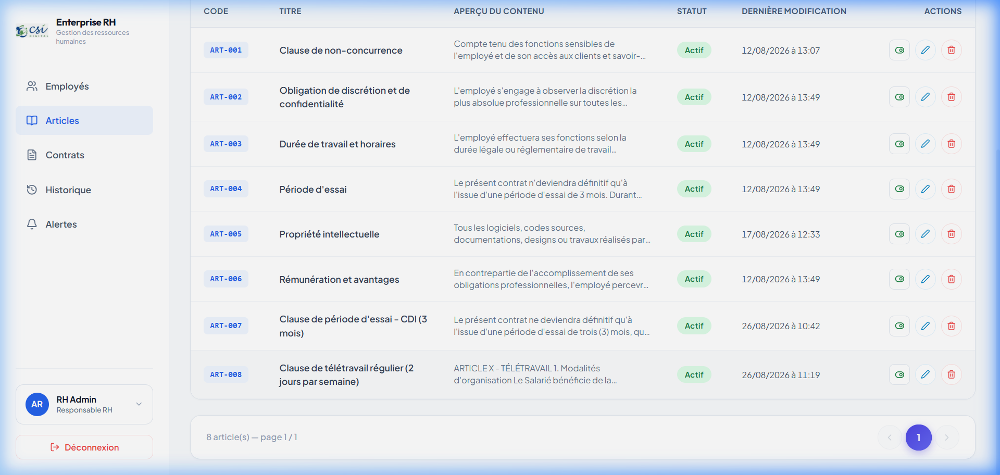 CODE TITRE APERÇU DU CONTENU STATUT DERNIÈRE MODIFICATION ACTIONS
csi
DIGITAL
Enterprise RH
Gestion des ressources
humaines
Employés
Articles
Contrats
Historique
Alertes
AR
RH Admin
Responsable RH
Déconnexion
ART-001
Clause de non-concurrence
Compte tenu des fonctions sensibles de
l'employé et de son accès aux clients et savoir-...
Actif
12/08/2026 à 13:07
ART-002
Obligation de discrétion et de
confidentialité
L'employé s'engage à observer la discrétion la
plus absolue professionnelle sur toutes les...
Actif
12/08/2026 à 13:49
ART-003
Durée de travail et horaires
L'employé effectuera ses fonctions selon la
durée légale ou réglementaire de travail...
Actif
12/08/2026 à 13:49
ART-004
Période d'essai
Le présent contrat n'deviendra définitif qu'à
l'issue d'une période d'essai de 3 mois. Durant...
Actif
12/08/2026 à 13:49
ART-005
Propriété intellectuelle
Tous les logiciels, codes sources,
documentations, designs ou travaux réalisés par...
Actif
17/08/2026 à 12:33
ART-006
Rémunération et avantages
En contrepartie de l'accomplissement de ses
obligations professionnelles, l'employé percevr...
Actif
12/08/2026 à 13:49
ART-007
Clause de période d'essai - CDI (3
mois)
Le présent contrat ne deviendra définitif qu'à
l'issue d'une période d'essai de trois (3) mois, qu...
Actif
26/08/2026 à 10:42
ART-008
Clause de télétravail régulier (2
jours par semaine)
ARTICLE X - TÉLÉTRAVAIL 1. Modalités
d'organisation Le Salarié bénéficie de la...
Actif
26/08/2026 à 11:19
8 article(s) — page 1 / 1
1